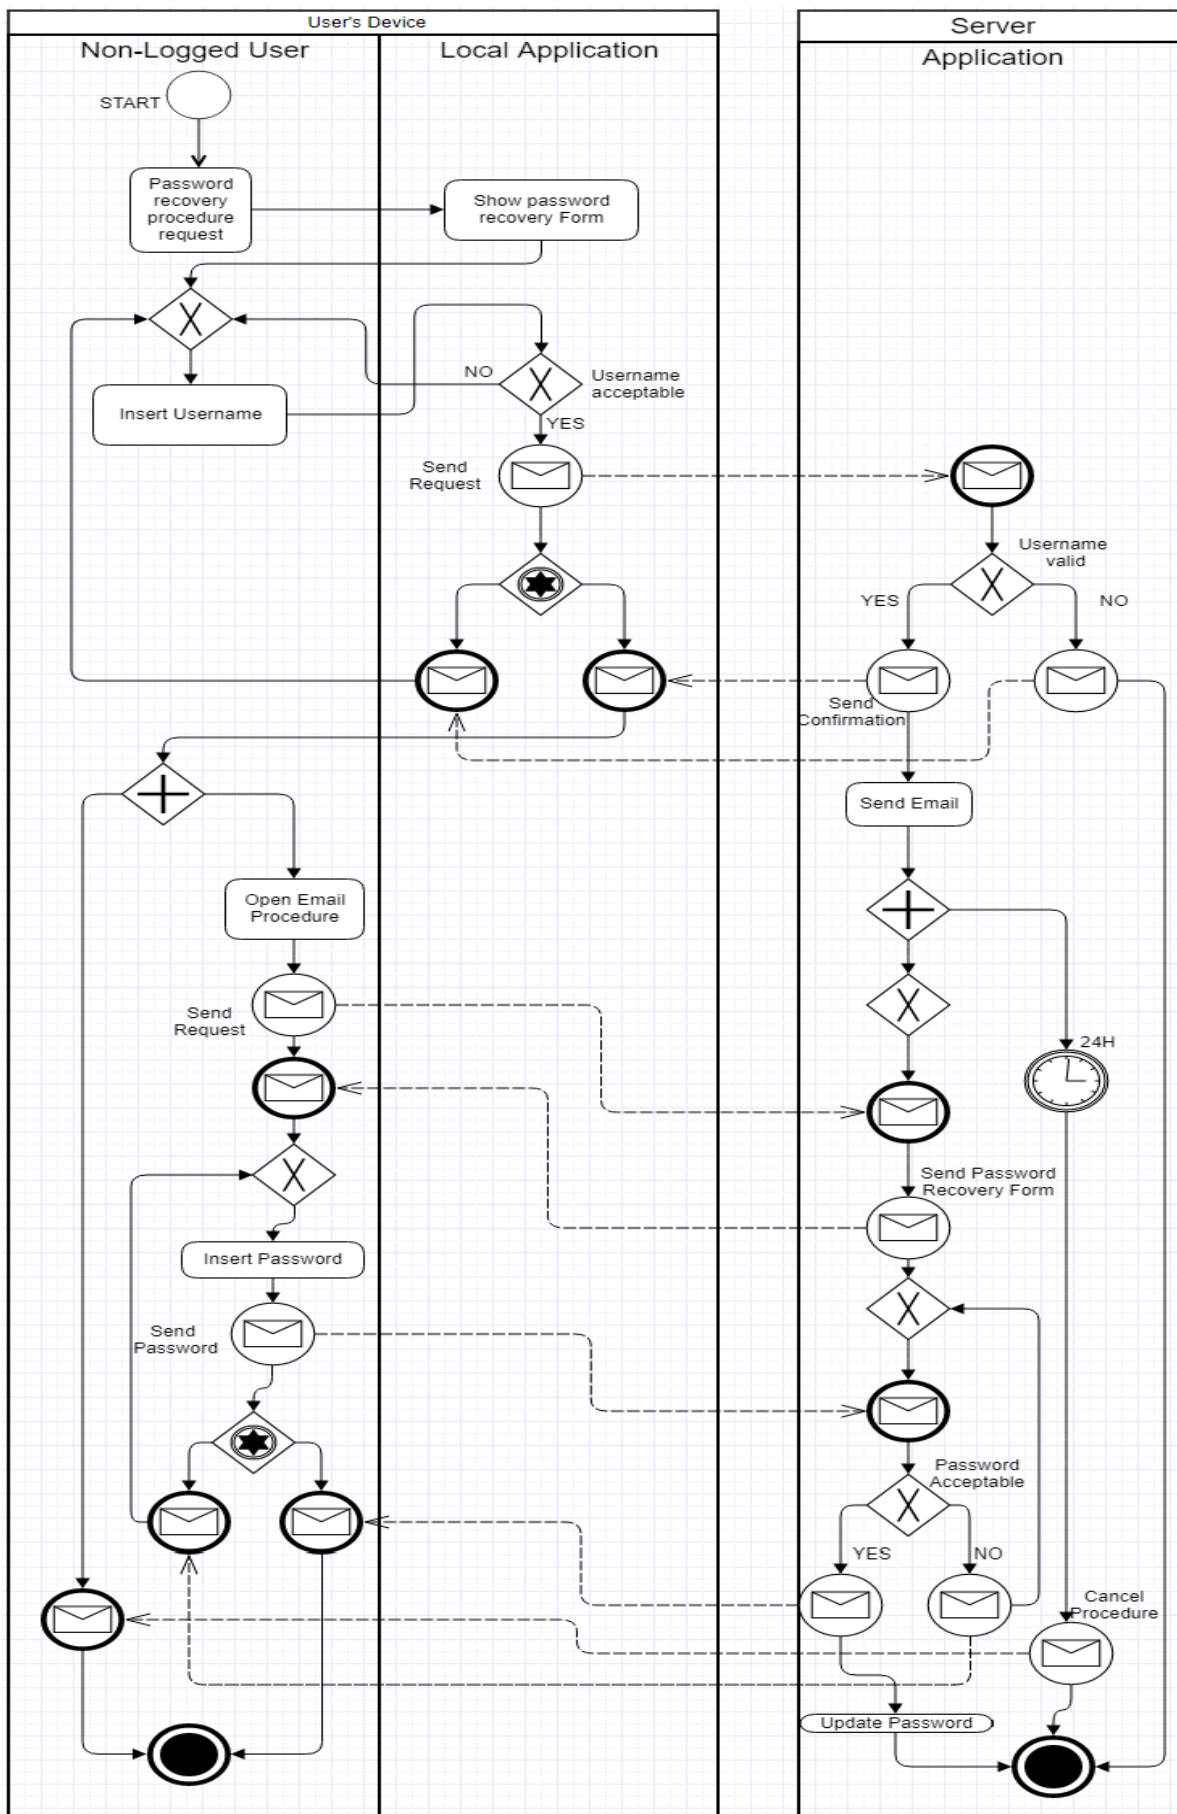 User's Device
Server
Non-Logged User
Local Application
Application
START
Password
recovery
procedure
request
Show password
recovery Form
NO
Username
acceptable
Insert Username
YES
Send
Request
Username
valid
YES
NO
Send
Confirmation
Send Email
Open Email
Procedure
Send
Request
24H
Send Password
Recovery Form
Insert Password
Send
Password
Password
Acceptable
YES
NO
Cancel
Procedure
Update Password